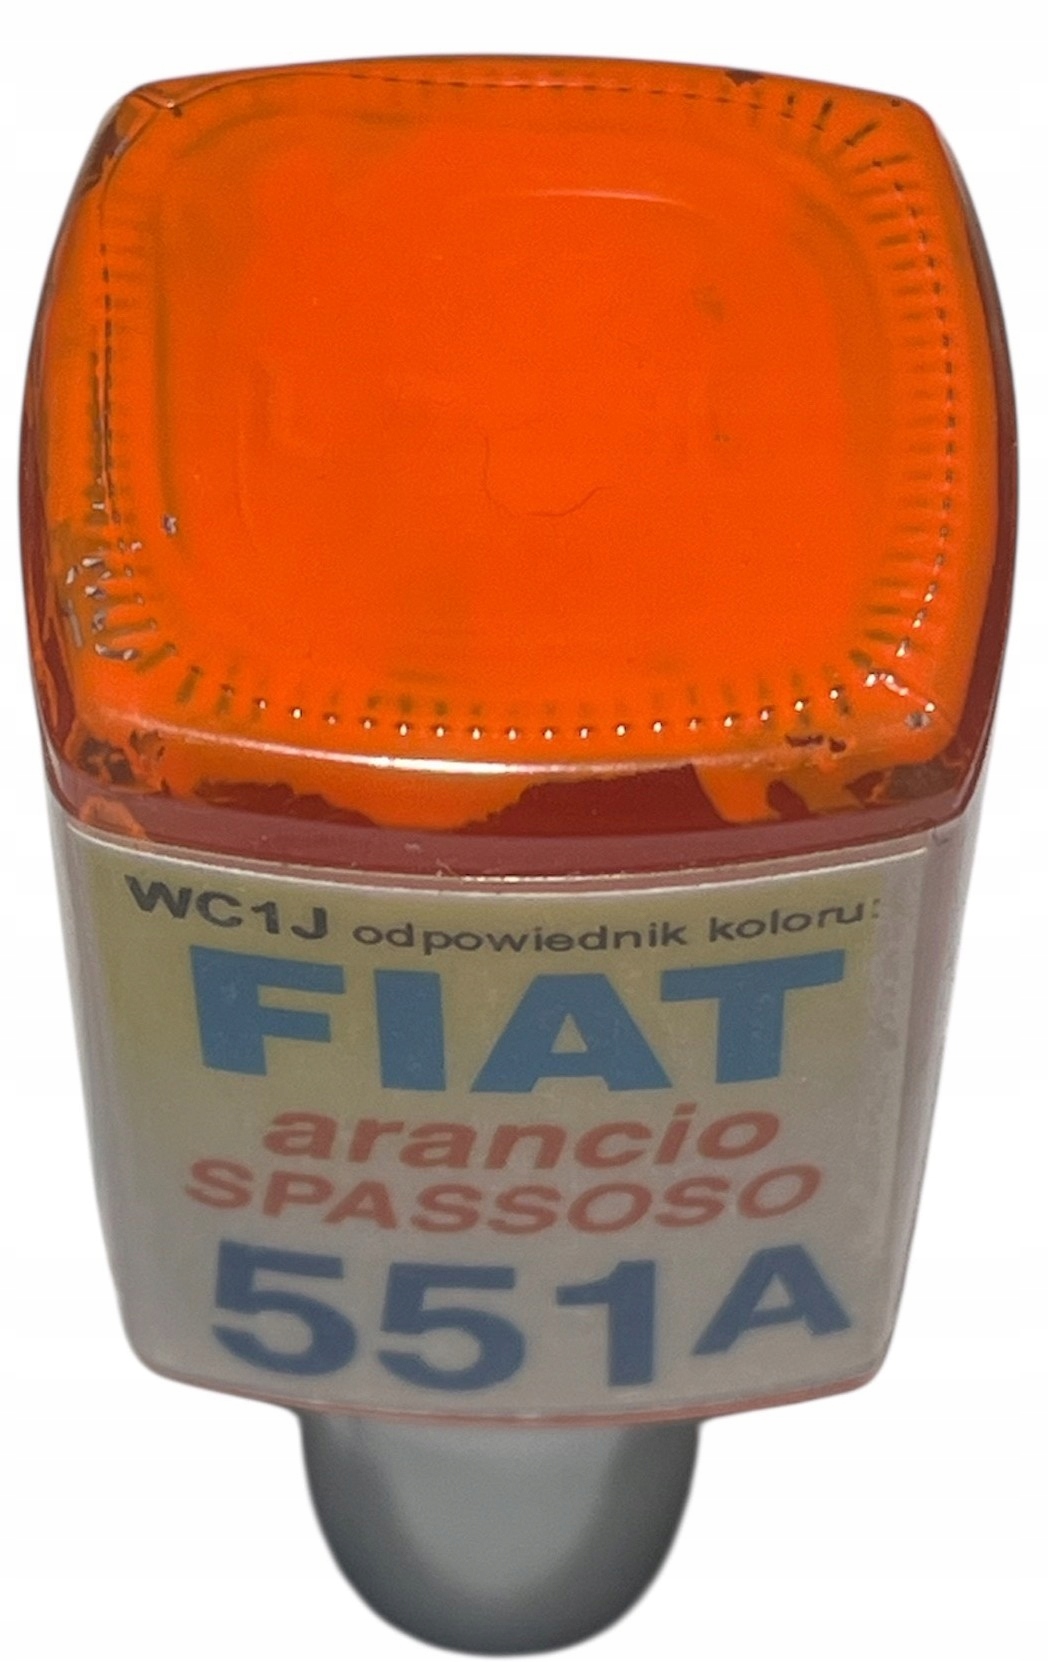 WC1J odpowiednik koloru:
FIAT
arancio
SPASSOSO
551A